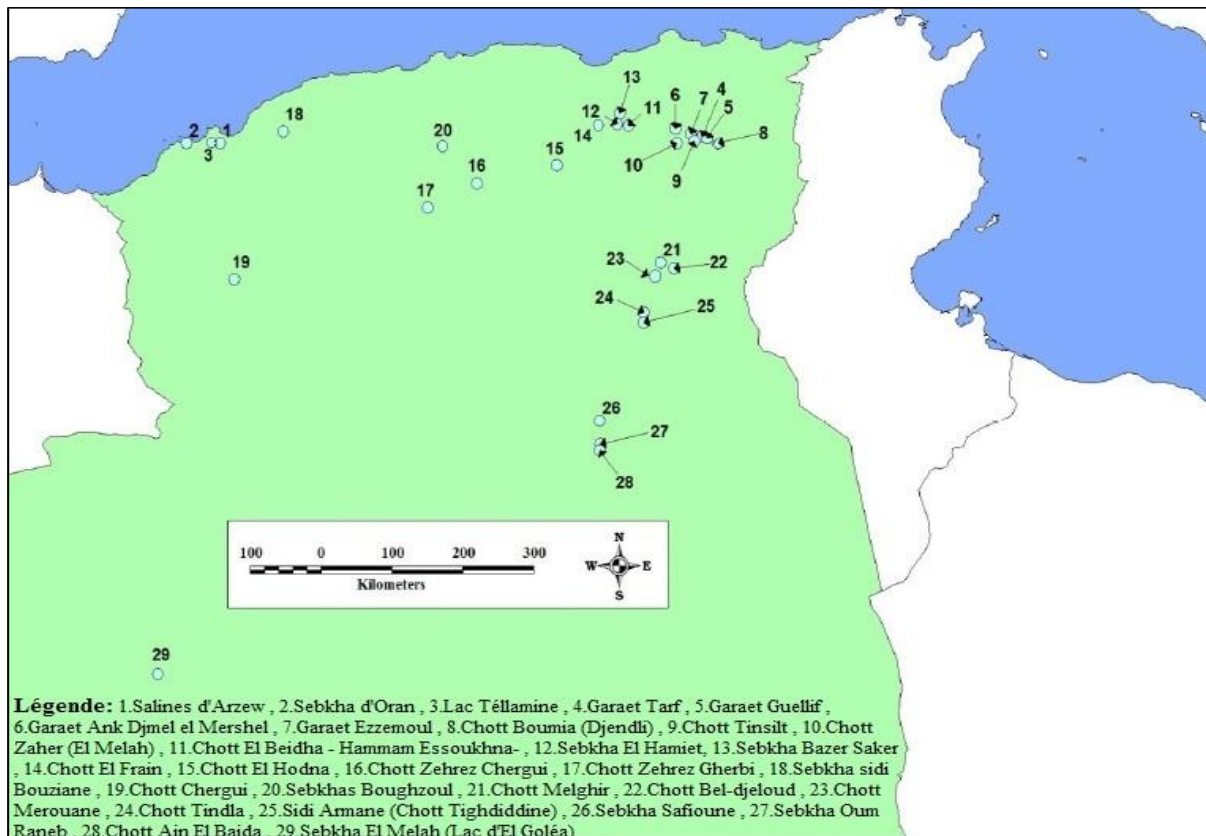 13
6
7
4
5
12
11
14
8
10
9
18
2
1
3
20
15
16
17
19
21
22
23
24
25
26
27
28
29
N
W E
S
100 0 100 200 300
Kilometers
Légende: 1.Salines d'Arzew , 2.Sebkha d'Oran , 3.Lac Téllamine , 4.Garaet Tarf , 5.Garaet Guellif ,
6.Garaet Ank Djmel el Mershel , 7.Garaet Ezzemoul , 8.Chott Boumia (Djendli) , 9.Chott Tinsilt , 10.Chott
Zaher (El Melah) , 11.Chott El Beidha - Hammam Essoukhna- , 12.Sebkha El Hamiet, 13.Sebkha Bazer Saker
, 14.Chott El Frain , 15.Chott El Hodna , 16.Chott Zehrez Chergui , 17.Chott Zehrez Gherbi , 18.Sebkha sidi
Bouziane , 19.Chott Chergui , 20.Sebkhas Boughzoul , 21.Chott Melghir , 22.Chott Bel-djeloud , 23.Chott
Merouane , 24.Chott Tindla , 25.Sidi Armane (Chott Tighdiddine) , 26.Sebkha Safioune , 27.Sebkha Oum
Raneb , 28.Chott Ain El Baida , 29.Sebkha El Melah (Lac d'El Goléa)